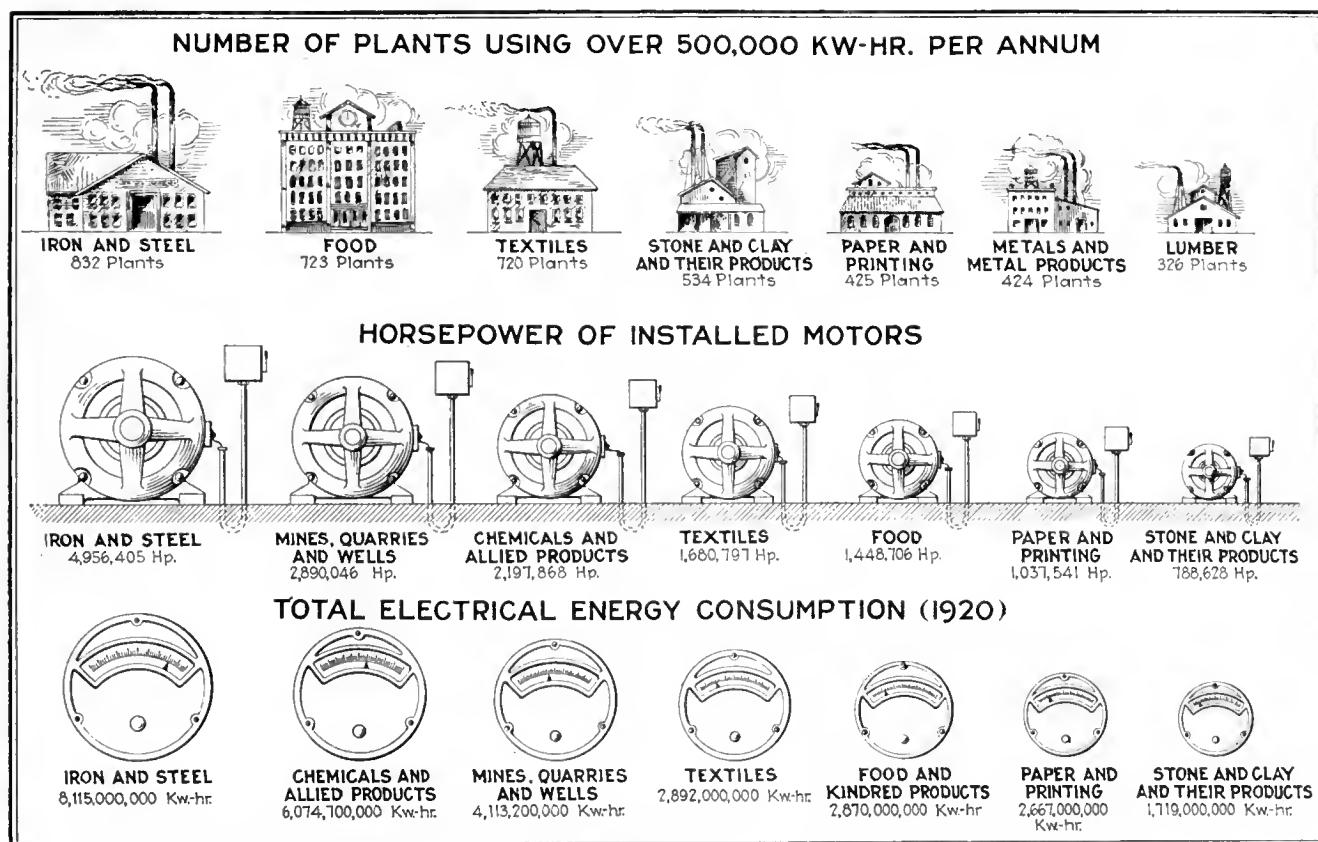 NUMBER OF PLANTS USING OVER 500,000 KW-HR. PER ANNUM
IRON AND STEEL
832 Plants
FOOD
723 Plants
TEXTILES
720 Plants
STONE AND CLAY
AND THEIR PRODUCTS
534 Plants
PAPER AND
PRINTING
425 Plants
METALS AND
METAL PRODUCTS
424 Plants
LUMBER
326 Plants
HORSEPOWER OF INSTALLED MOTORS
IRON AND STEEL
4,956,405 Hp.
MINES, QUARRIES
AND WELLS
2,890,046 Hp.
CHEMICALS AND
ALLIED PRODUCTS
2,197,868 Hp.
TEXTILES
1,680,797 Hp.
FOOD
1,448,706 Hp.
PAPER AND
PRINTING
1,037,541 Hp.
STONE AND CLAY
AND THEIR PRODUCTS
788,628 Hp.
TOTAL ELECTRICAL ENERGY CONSUMPTION (1920)
IRON AND STEEL
8,115,000,000 Kw.-hr.
CHEMICALS AND
ALLIED PRODUCTS
6,074,700,000 Kw.-hr.
MINES, QUARRIES
AND WELLS
4,113,200,000 Kw.-hr.
TEXTILES
2,892,000,000 Kw.-hr.
FOOD AND
KINDRED PRODUCTS
2,870,000,000 Kw.-hr.
PAPER AND
PRINTING
2,667,000,000
Kw.-hr.
STONE AND CLAY
AND THEIR PRODUCTS
1,719,000,000 Kw.-hr.